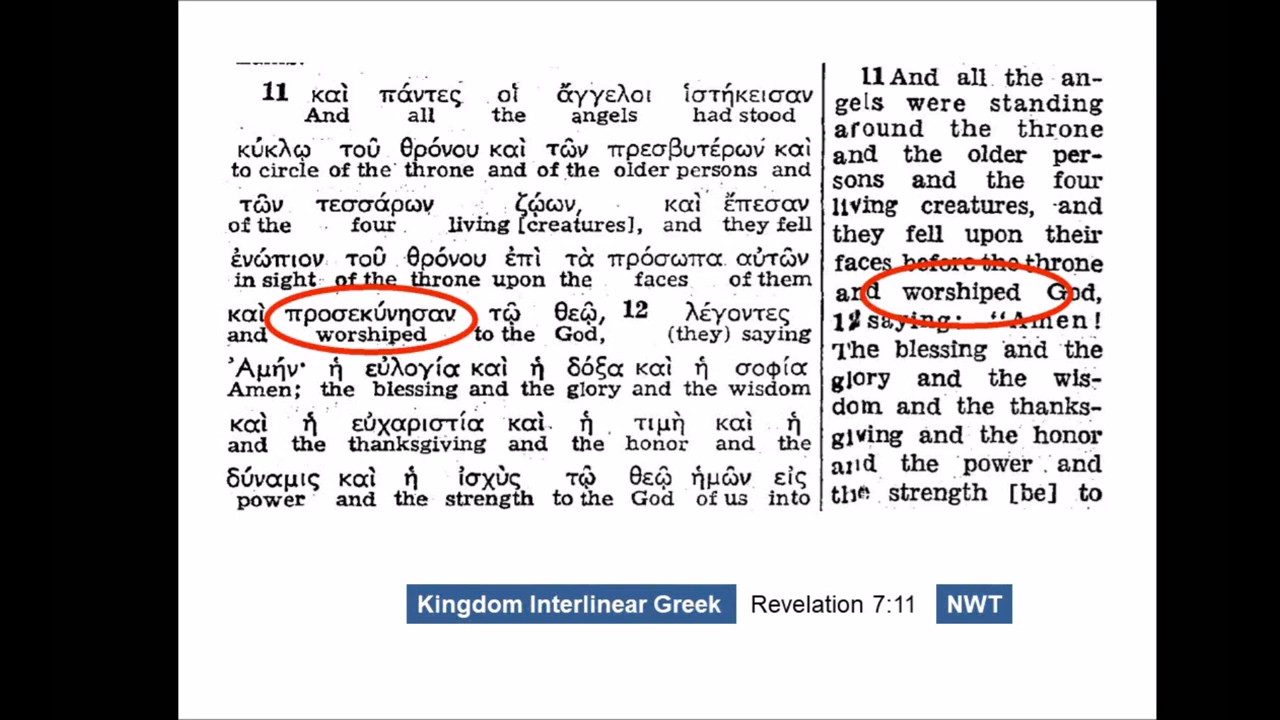 11 καὶ πάντες οἱ ἄγγελοι ἱστήκεισαν
And all the angels had stood
κύκλῳ τοῦ θρόνου καὶ τῶν πρεσβυτέρων καὶ
to circle of the throne and of the older persons and
τῶν τεσσάρων ζῴων, καὶ ἔπεσαν
of the four living [creatures], and they fell
ἐνώπιον τοῦ θρόνου ἐπὶ τὰ πρόσωπα αὐτῶν
in sight of the throne upon the faces of them
καὶ προσεκύνησαν τῷ θεῷ, 12 λέγοντες
and worshiped to the God, (they) saying
Ἀμήν· ἡ εὐλογία καὶ ἡ δόξα καὶ ἡ σοφία
Amen; the blessing and the glory and the wisdom
καὶ ἡ εὐχαριστία καὶ ἡ τιμὴ καὶ ἡ
and the thanksgiving and the honor and the
δύναμις καὶ ἡ ἰσχὺς τῷ θεῷ ἡμῶν εἰς
power and the strength to the God of us into
11 And all the an-
gels were standing
around the throne
and the older per-
sons and the four
living creatures, and
they fell upon their
faces before the throne
and worshiped God,
12 saying: "Amen!
The blessing and the
glory and the wis-
dom and the thanks-
giving and the honor
and the power and
the strength [be] to
Kingdom Interlinear Greek Revelation 7:11 NWT